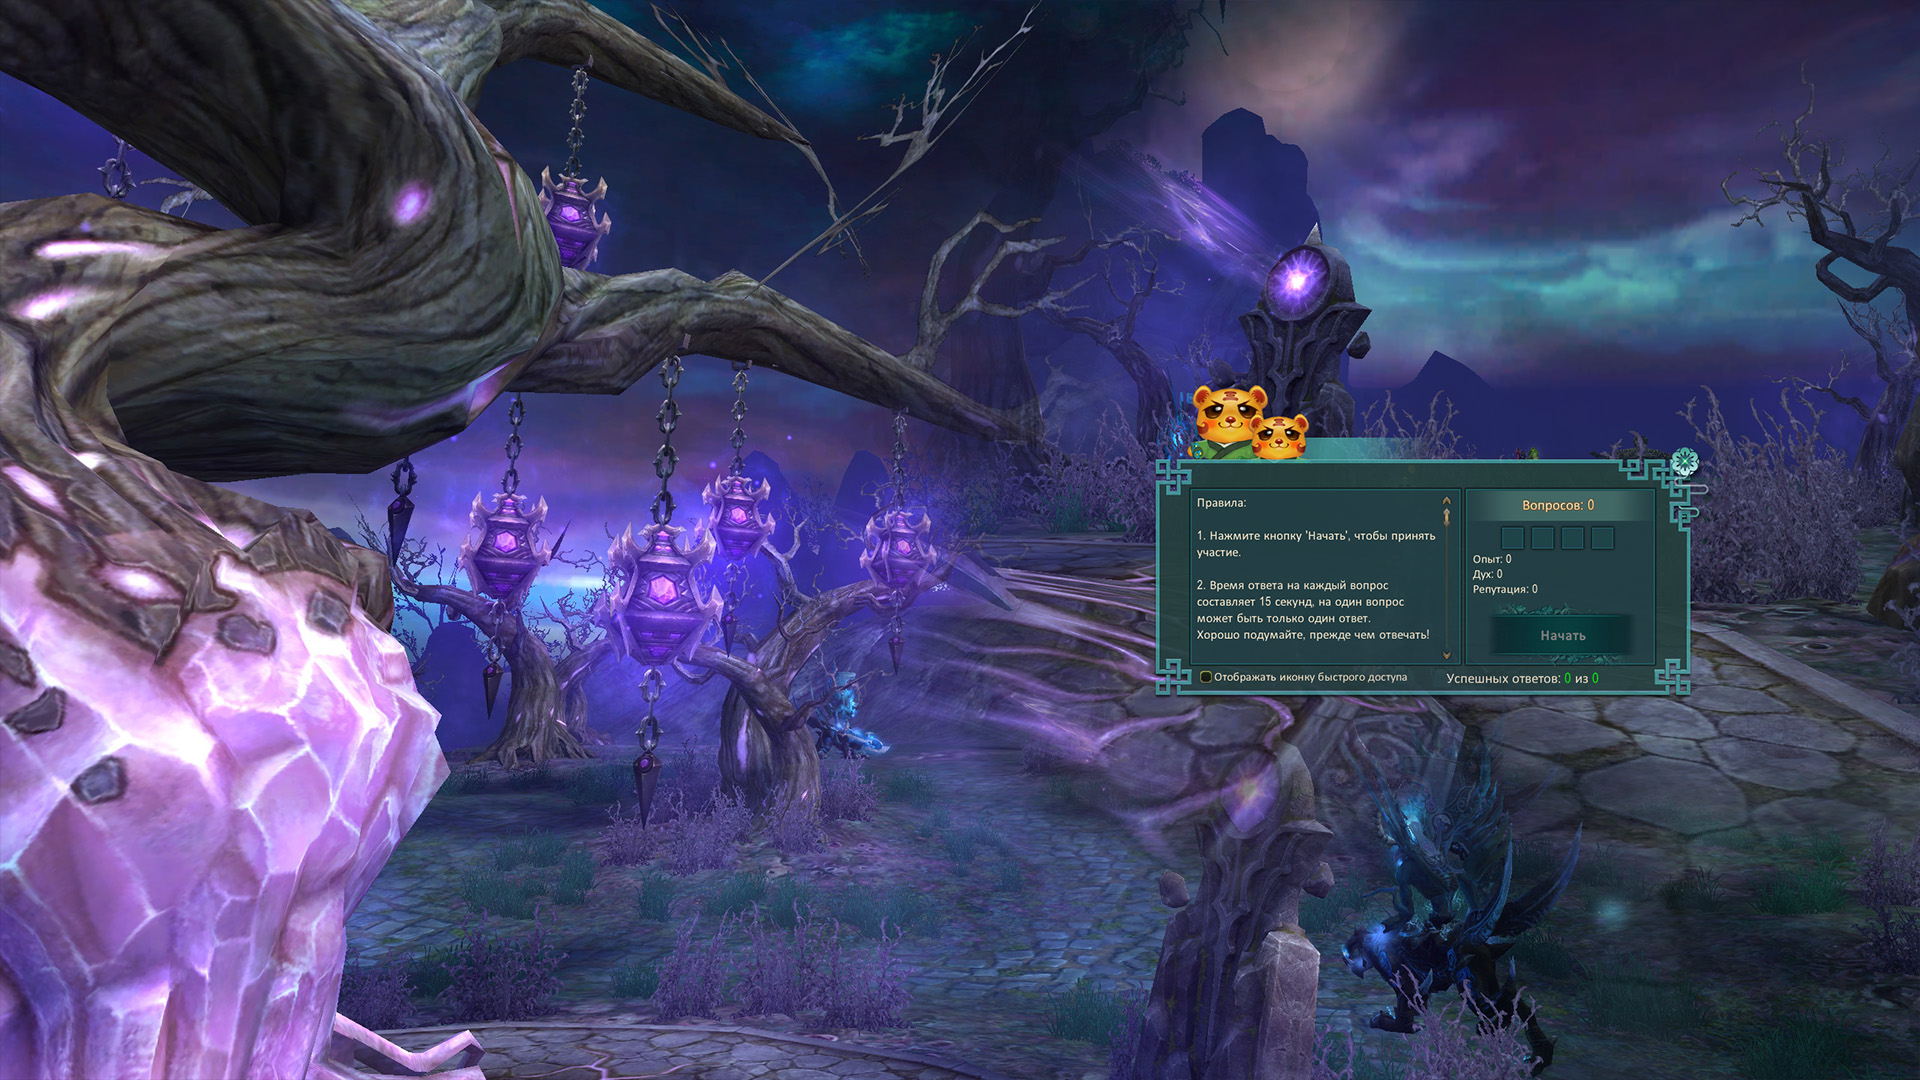 Правила:
1. Нажмите кнопку 'Начать', чтобы принять
участие.
2. Время ответа на каждый вопрос
составляет 15 секунд, на один вопрос
может быть только один ответ.
Хорошо подумайте, прежде чем отвечать!
Отображать иконку быстрого доступа
Вопросов: 0
Опыт: 0
Дух: 0
Репутация: 0
Начать
Успешных ответов: 0 из 0